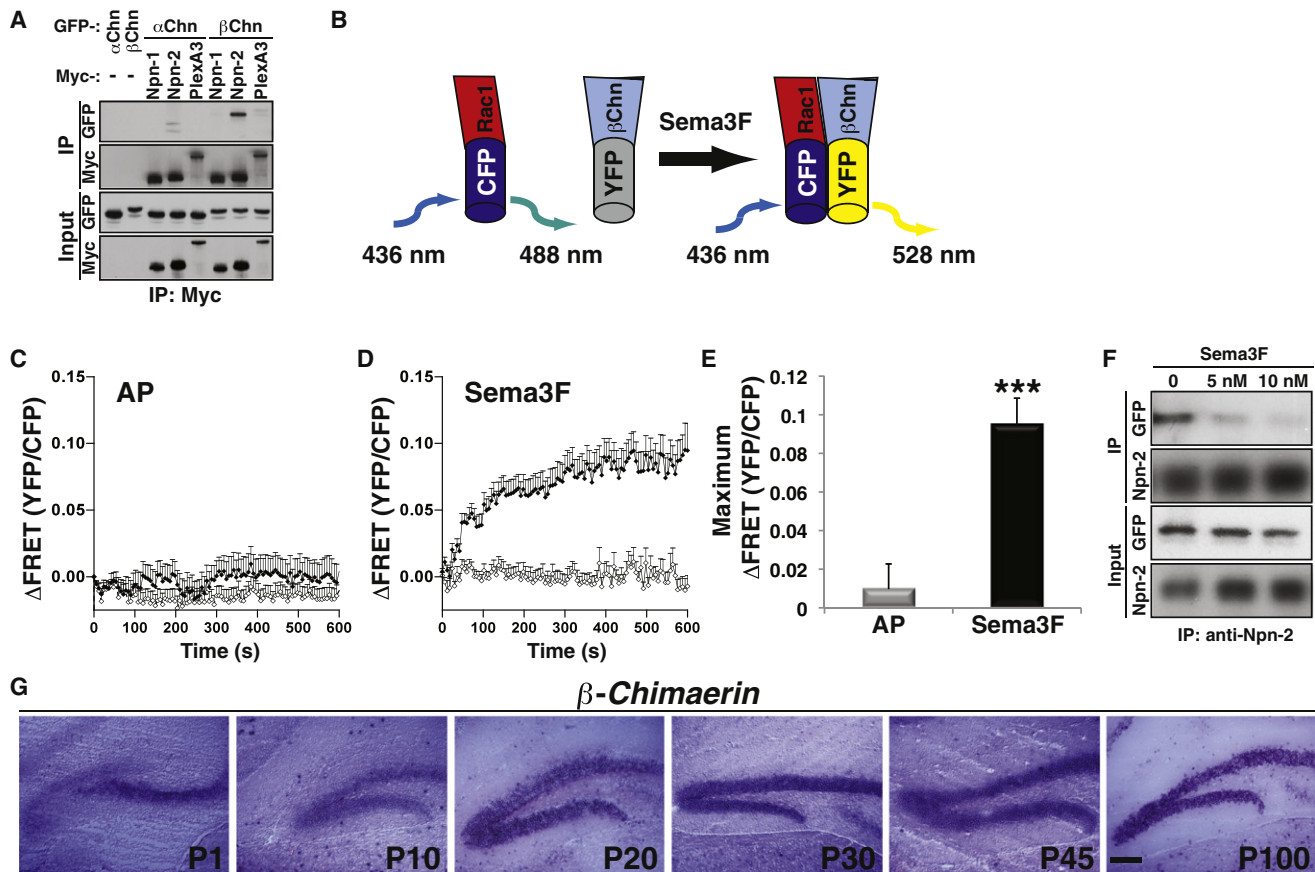 A
GFP-: αChn βChn αChn βChn
Myc-: - - Npn-1 Npn-2 PlexA3 Npn-1 Npn-2 PlexA3
IP GFP
Myc
Input GFP
Myc
IP: Myc
B
Rac1 CFP
βChn YFP
Sema3F
Rac1 CFP
βChn YFP
436 nm 488 nm 436 nm 528 nm
C
AP
ΔFRET (YFP/CFP)
0.15
0.10
0.05
0.00
0 100 200 300 400 500 600
Time (s)
D
Sema3F
ΔFRET (YFP/CFP)
0.15
0.10
0.05
0.00
0 100 200 300 400 500 600
Time (s)
E
Maximum
ΔFRET (YFP/CFP)
0.12
0.1
0.08
0.06
0.04
0.02
0
***
AP Sema3F
F
Sema3F
0 5 nM 10 nM
IP GFP
Npn-2
Input GFP
Npn-2
IP: anti-Npn-2
G
β-Chimaerin
P1 P10 P20 P30 P45 P100